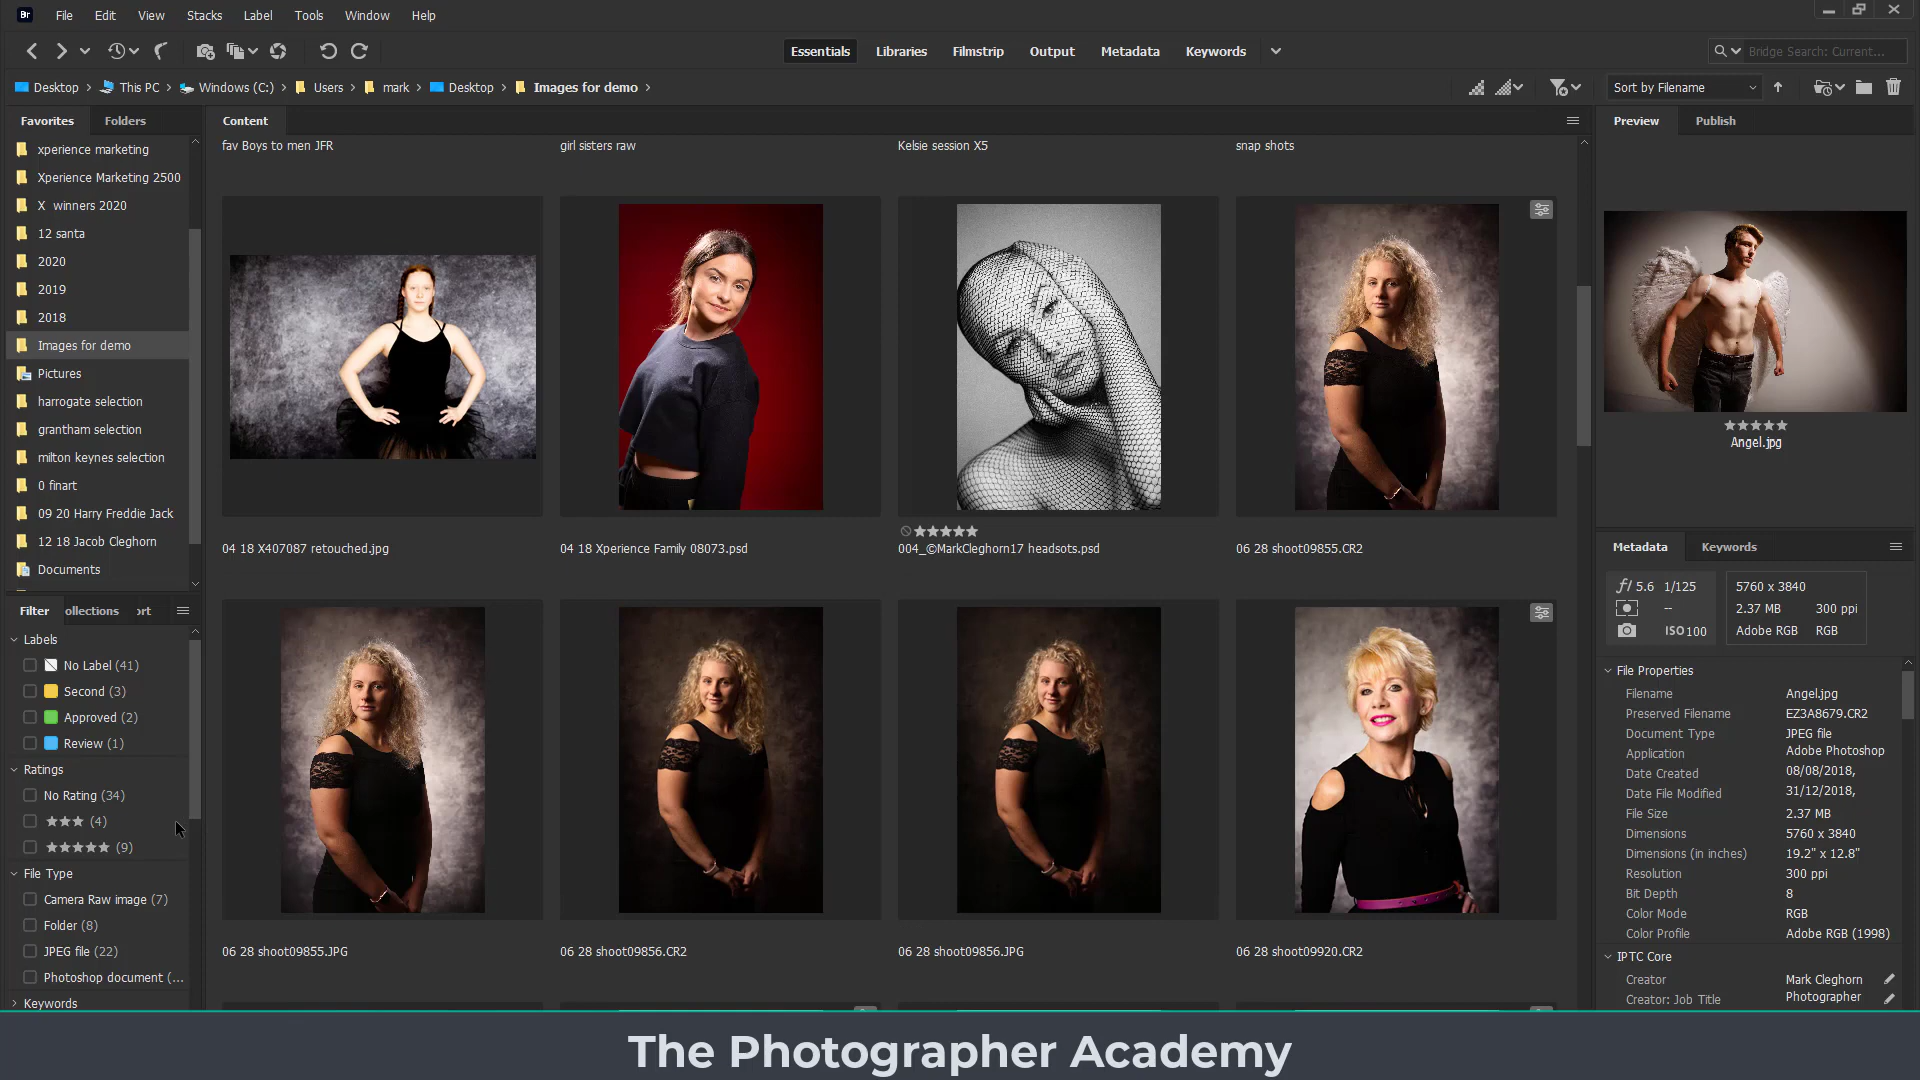 Br File Edit View Stacks Label Tools Window Help
Essentials Libraries Filmstrip Output Metadata Keywords
Bridge Search: Current...
Desktop This PC Windows (C:) Users mark Desktop Images for demo
Sort by Filename
Favorites Folders
xperience marketing
Xperience Marketing 2500
X winners 2020
12 santa
2020
2019
2018
Images for demo
Pictures
harrogate selection
grantham selection
milton keynes selection
0 finart
09 20 Harry Freddie Jack
12 18 Jacob Cleghorn
Documents
Filter ollections ort
Labels
No Label (41)
Second (3)
Approved (2)
Review (1)
Ratings
No Rating (34)
★★★ (4)
★★★★★ (9)
File Type
Camera Raw image (7)
Folder (8)
JPEG file (22)
Photoshop document (...
Keywords
Content
fav Boys to men JFR
girl sisters raw
Kelsie session X5
snap shots
04 18 X407087 retouched.jpg
04 18 Xperience Family 08073.psd
★★★★★
004_©MarkCleghorn17 headsots.psd
06 28 shoot09855.CR2
06 28 shoot09855.JPG
06 28 shoot09856.CR2
06 28 shoot09856.JPG
06 28 shoot09920.CR2
Preview Publish
★★★★★
Angel.jpg
Metadata Keywords
f/ 5.6 1/125
--
ISO100
5760 x 3840
2.37 MB 300 ppi
Adobe RGB RGB
File Properties
Filename Angel.jpg
Preserved Filename EZ3A8679.CR2
Document Type JPEG file
Application Adobe Photoshop
Date Created 08/08/2018,
Date File Modified 31/12/2018,
File Size 2.37 MB
Dimensions 5760 x 3840
Dimensions (in inches) 19.2" x 12.8"
Resolution 300 ppi
Bit Depth 8
Color Mode RGB
Color Profile Adobe RGB (1998)
IPTC Core
Creator Mark Cleghorn
Creator: Job Title Photographer
The Photographer Academy